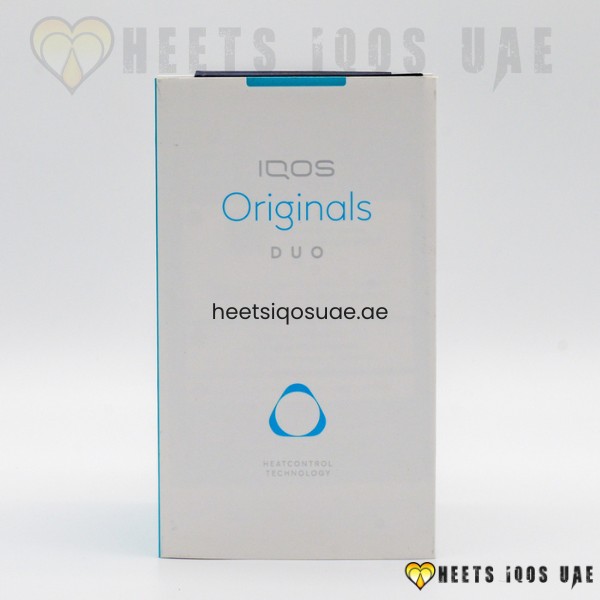 HEETS iQOS UAE
IQOS
Originals
DUO
heetsiqosuae.ae
HEATCONTROL
TECHNOLOGY
HEETS iQOS UAE